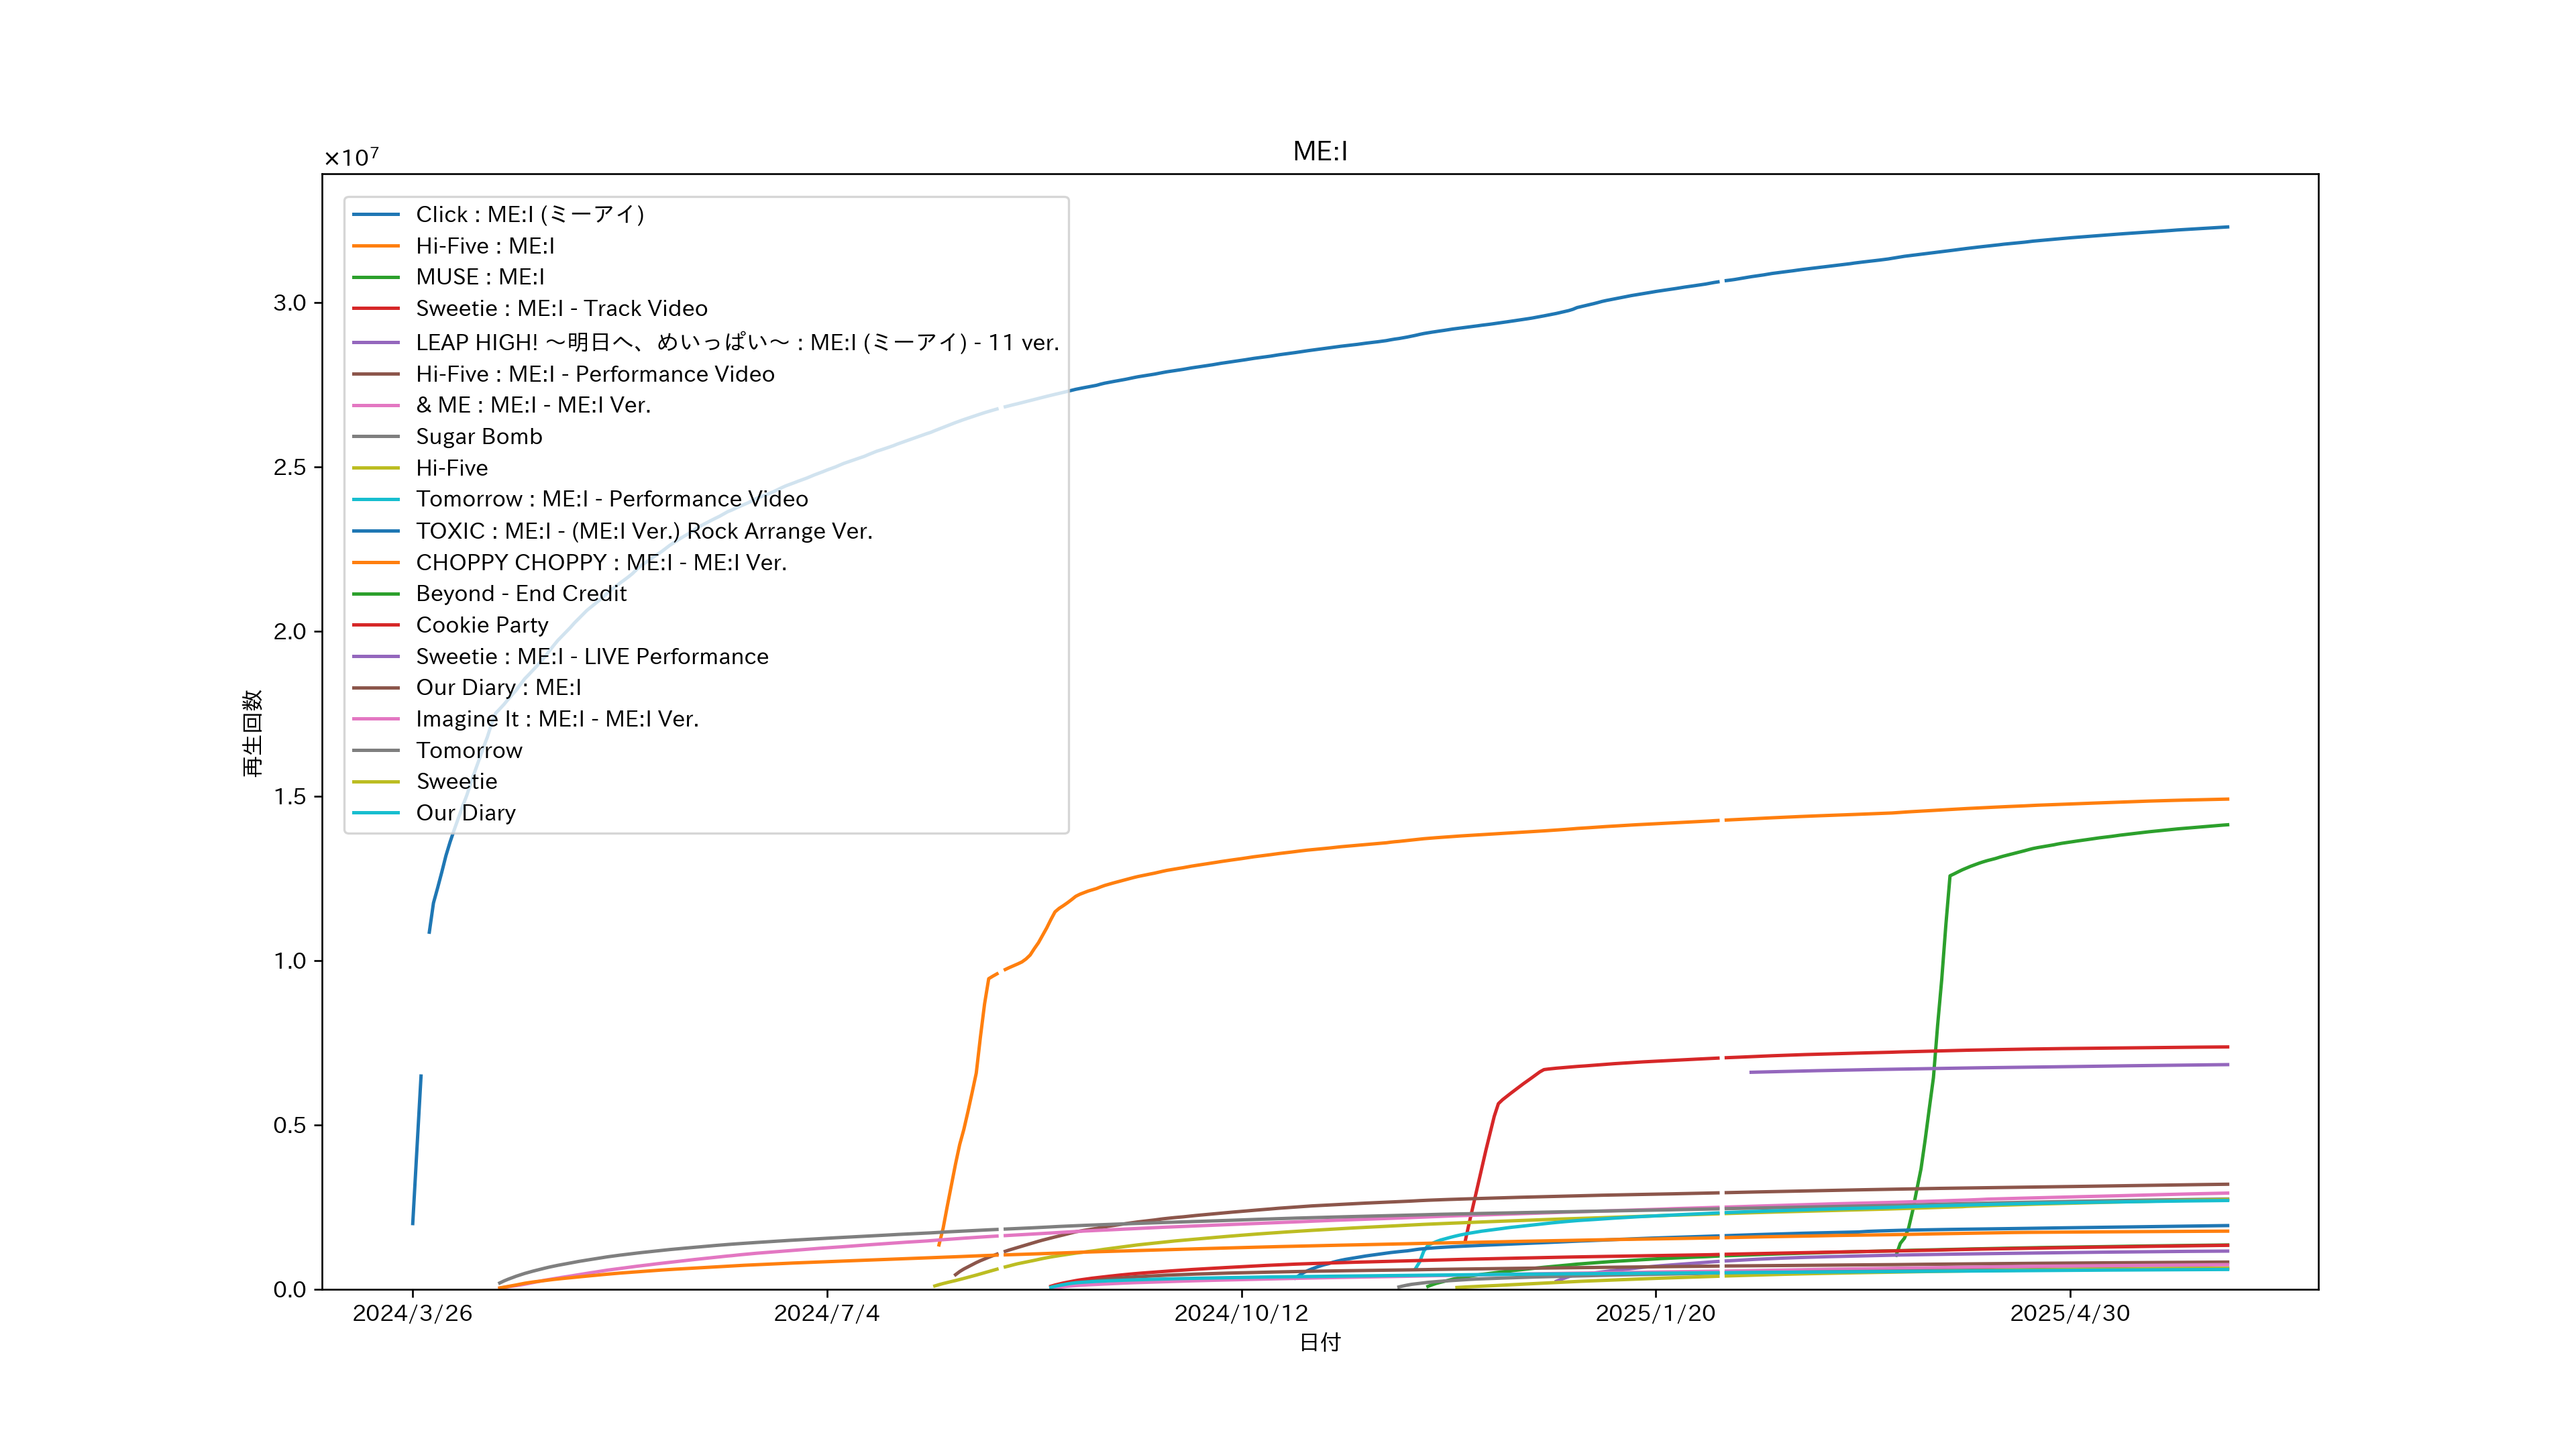 ME:I
×10⁷
Click : ME:I (ミーアイ)
Hi-Five : ME:I
MUSE : ME:I
Sweetie : ME:I - Track Video
LEAP HIGH! ～明日へ、めいっぱい～ : ME:I (ミーアイ) - 11 ver.
Hi-Five : ME:I - Performance Video
& ME : ME:I - ME:I Ver.
Sugar Bomb
Hi-Five
Tomorrow : ME:I - Performance Video
TOXIC : ME:I - (ME:I Ver.) Rock Arrange Ver.
CHOPPY CHOPPY : ME:I - ME:I Ver.
Beyond - End Credit
Cookie Party
Sweetie : ME:I - LIVE Performance
Our Diary : ME:I
Imagine It : ME:I - ME:I Ver.
Tomorrow
Sweetie
Our Diary
3.0
2.5
2.0
1.5
1.0
0.5
0.0
再生回数
2024/3/26
2024/7/4
2024/10/12
2025/1/20
2025/4/30
日付